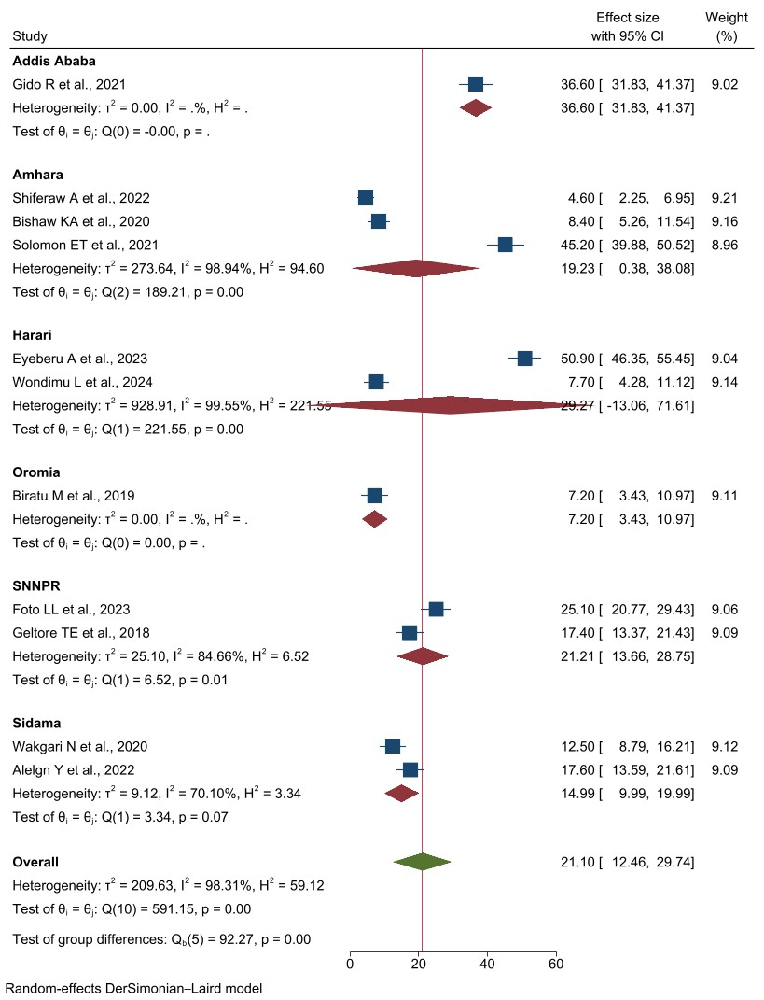 Effect size Weight
Study with 95% CI (%)
Addis Ababa
Gido R et al., 2021 36.60 [ 31.83, 41.37] 9.02
Heterogeneity: τ² = 0.00, I² = .%, H² = . 36.60 [ 31.83, 41.37]
Test of θᵢ = θⱼ: Q(0) = -0.00, p = .
Amhara
Shiferaw A et al., 2022 4.60 [ 2.25, 6.95] 9.21
Bishaw KA et al., 2020 8.40 [ 5.26, 11.54] 9.16
Solomon ET et al., 2021 45.20 [ 39.88, 50.52] 8.96
Heterogeneity: τ² = 273.64, I² = 98.94%, H² = 94.60 19.23 [ 0.38, 38.08]
Test of θᵢ = θⱼ: Q(2) = 189.21, p = 0.00
Harari
Eyeberu A et al., 2023 50.90 [ 46.35, 55.45] 9.04
Wondimu L et al., 2024 7.70 [ 4.28, 11.12] 9.14
Heterogeneity: τ² = 928.91, I² = 99.55%, H² = 221.55 29.27 [ -13.06, 71.61]
Test of θᵢ = θⱼ: Q(1) = 221.55, p = 0.00
Oromia
Biratu M et al., 2019 7.20 [ 3.43, 10.97] 9.11
Heterogeneity: τ² = 0.00, I² = .%, H² = . 7.20 [ 3.43, 10.97]
Test of θᵢ = θⱼ: Q(0) = 0.00, p = .
SNNPR
Foto LL et al., 2023 25.10 [ 20.77, 29.43] 9.06
Geltore TE et al., 2018 17.40 [ 13.37, 21.43] 9.09
Heterogeneity: τ² = 25.10, I² = 84.66%, H² = 6.52 21.21 [ 13.66, 28.75]
Test of θᵢ = θⱼ: Q(1) = 6.52, p = 0.01
Sidama
Wakgari N et al., 2020 12.50 [ 8.79, 16.21] 9.12
Alelgn Y et al., 2022 17.60 [ 13.59, 21.61] 9.09
Heterogeneity: τ² = 9.12, I² = 70.10%, H² = 3.34 14.99 [ 9.99, 19.99]
Test of θᵢ = θⱼ: Q(1) = 3.34, p = 0.07
Overall 21.10 [ 12.46, 29.74]
Heterogeneity: τ² = 209.63, I² = 98.31%, H² = 59.12
Test of θᵢ = θⱼ: Q(10) = 591.15, p = 0.00
Test of group differences: Q_b(5) = 92.27, p = 0.00
0 20 40 60
Random-effects DerSimonian–Laird model